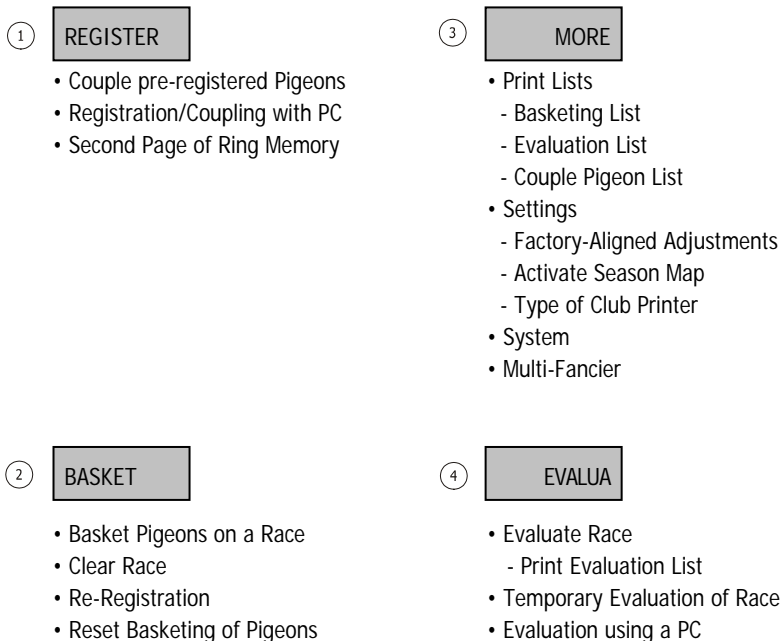 1 REGISTER
• Couple pre-registered Pigeons
• Registration/Coupling with PC
• Second Page of Ring Memory
3 MORE
• Print Lists
- Basketing List
- Evaluation List
- Couple Pigeon List
• Settings
- Factory-Aligned Adjustments
- Activate Season Map
- Type of Club Printer
• System
• Multi-Fancier
2 BASKET
• Basket Pigeons on a Race
• Clear Race
• Re-Registration
• Reset Basketing of Pigeons
4 EVALUA
• Evaluate Race
- Print Evaluation List
• Temporary Evaluation of Race
• Evaluation using a PC